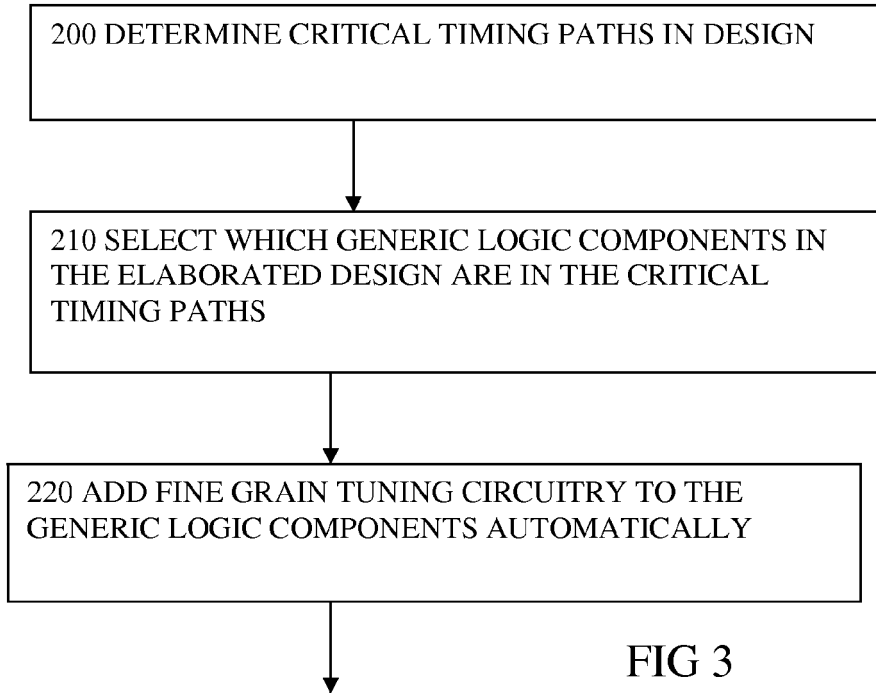 200 DETERMINE CRITICAL TIMING PATHS IN DESIGN
210 SELECT WHICH GENERIC LOGIC COMPONENTS IN
THE ELABORATED DESIGN ARE IN THE CRITICAL
TIMING PATHS
220 ADD FINE GRAIN TUNING CIRCUITRY TO THE
GENERIC LOGIC COMPONENTS AUTOMATICALLY
FIG 3